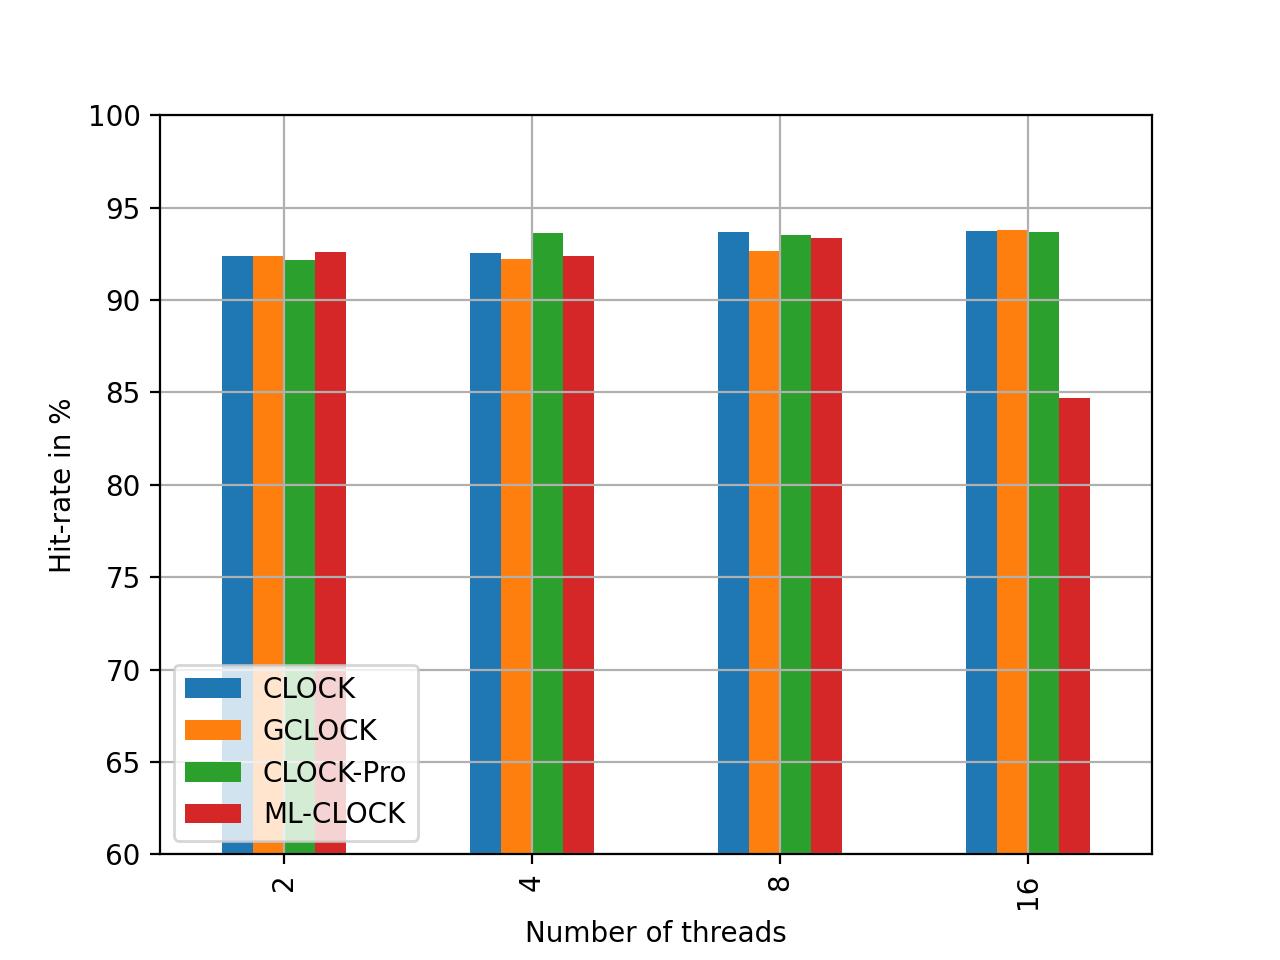 100
95
90
85
80
75
70
65
60
Hit-rate in %
CLOCK
GCLOCK
CLOCK-Pro
ML-CLOCK
2
4
8
16
Number of threads